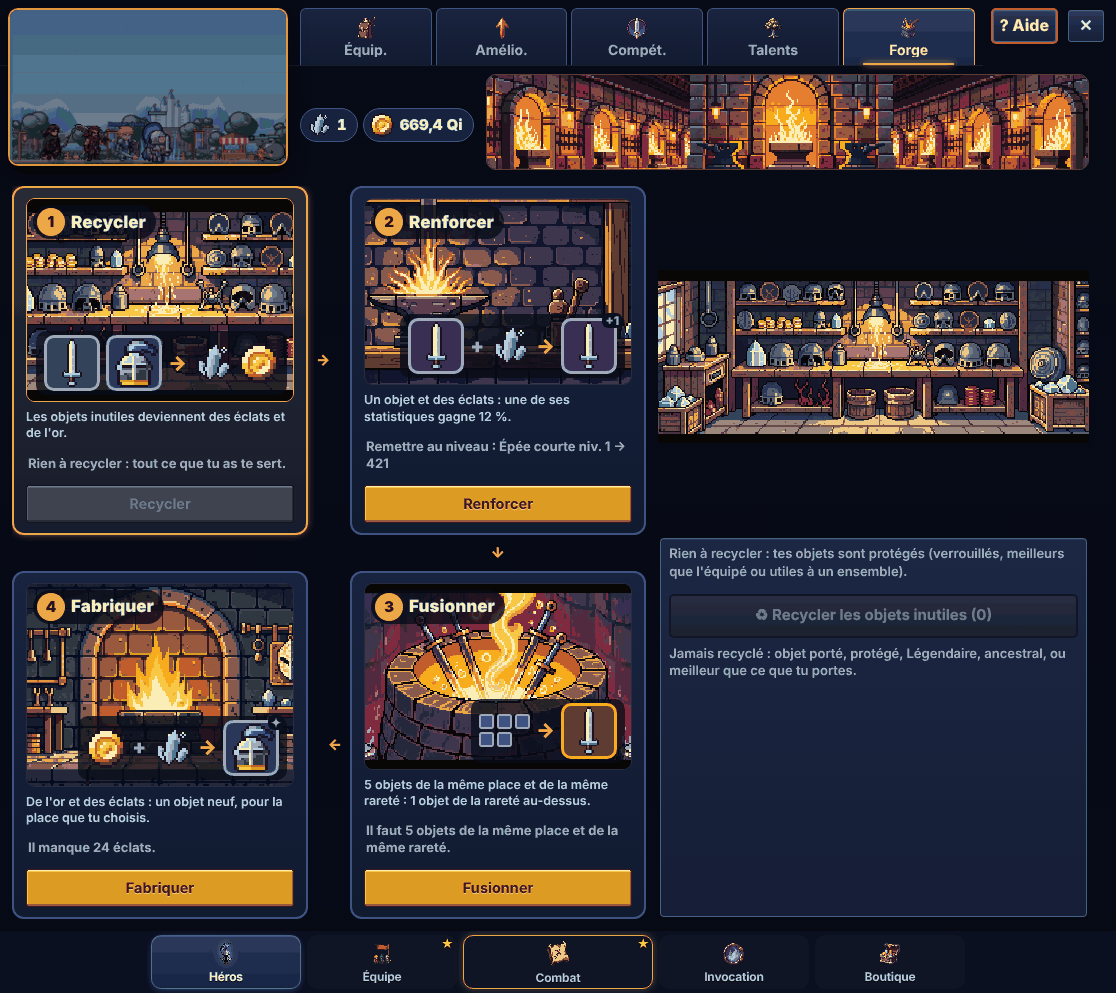 Équip.
Amélio.
Compét.
Talents
Forge
? Aide
✕
1
669,4 Qi
1 Recycler
Les objets inutiles deviennent des éclats et
de l'or.
Rien à recycler : tout ce que tu as te sert.
Recycler
2 Renforcer
+1
Un objet et des éclats : une de ses
statistiques gagne 12 %.
Remettre au niveau : Épée courte niv. 1 →
421
Renforcer
4 Fabriquer
De l'or et des éclats : un objet neuf, pour la
place que tu choisis.
Il manque 24 éclats.
Fabriquer
3 Fusionner
5 objets de la même place et de la même
rareté : 1 objet de la rareté au-dessus.
Il faut 5 objets de la même place et de la
même rareté.
Fusionner
Rien à recycler : tes objets sont protégés (verrouillés, meilleurs
que l'équipé ou utiles à un ensemble).
♻ Recycler les objets inutiles (0)
Jamais recyclé : objet porté, protégé, Légendaire, ancestral, ou
meilleur que ce que tu portes.
Héros
Équipe
Combat
Invocation
Boutique